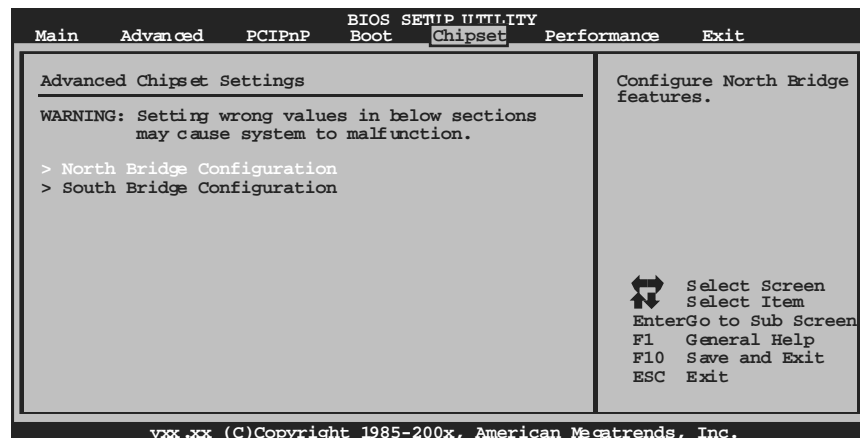 BIOS SETUP UTILITY
Main Advanced PCIPnP Boot Chipset Performance Exit
Advanced Chipset Settings
WARNING: Setting wrong values in below sections
may cause system to malfunction.
> North Bridge Configuration
> South Bridge Configuration
Configure North Bridge
features.
Select Screen
Select Item
Enter Go to Sub Screen
F1 General Help
F10 Save and Exit
ESC Exit
vxx.xx (C)Copyright 1985-200x, American Megatrends, Inc.